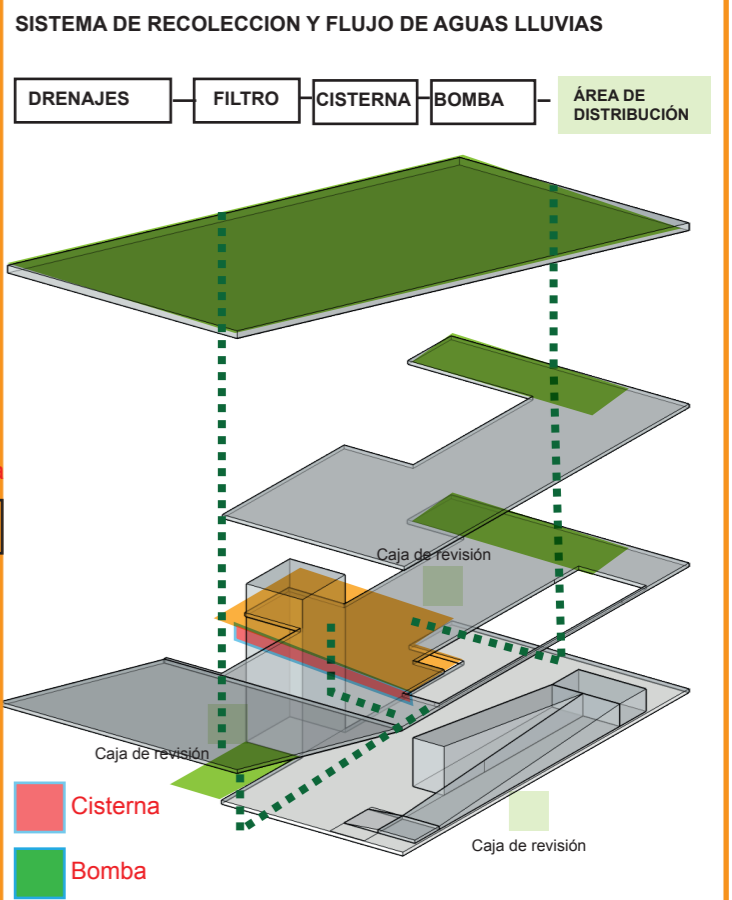 SISTEMA DE RECOLECCION Y FLUJO DE AGUAS LLUVIAS
DRENAJES
FILTRO
CISTERNA
BOMBA
ÁREA DE
DISTRIBUCIÓN
Caja de revisión
Caja de revisión
Cisterna
Caja de revisión
Bomba